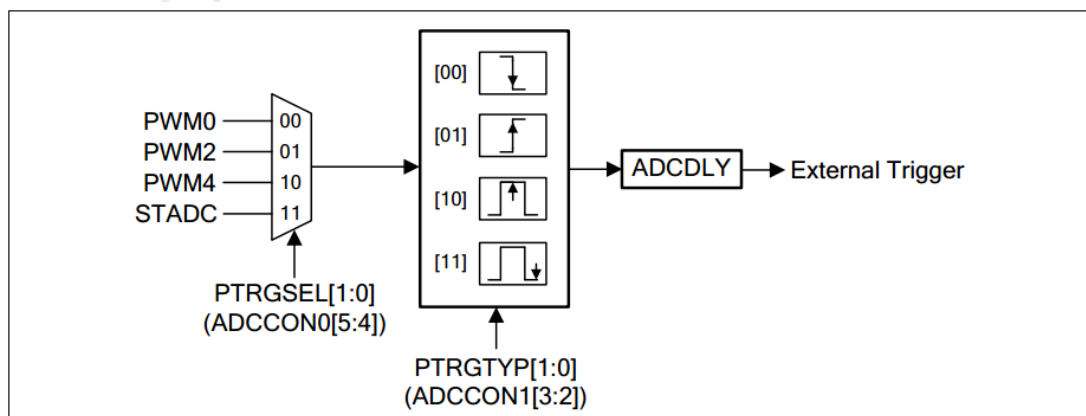 PWM0
PWM2
PWM4
STADC
00
01
10
11
PTRGSEL[1:0]
(ADCCON0[5:4])
[00]
[01]
[10]
[11]
PTRGTYP[1:0]
(ADCCON1[3:2])
ADCDLY
External Trigger